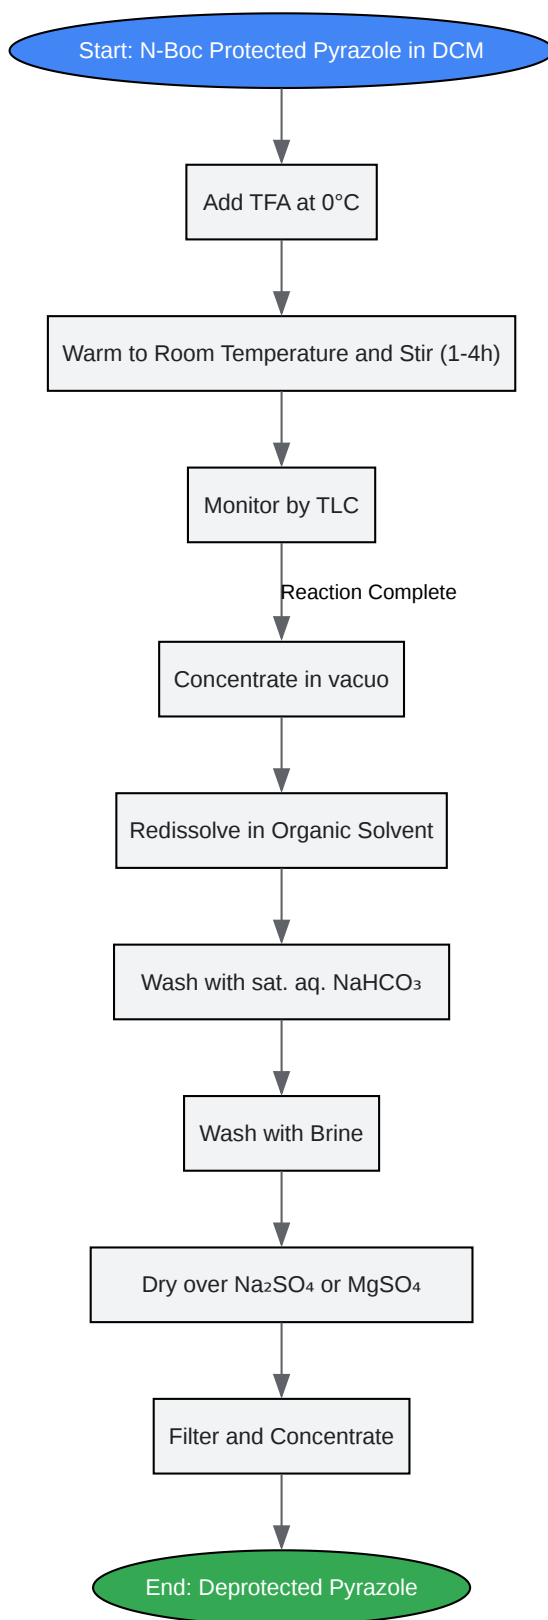 Start: N-Boc Protected Pyrazole in DCM
Add TFA at 0°C
Warm to Room Temperature and Stir (1-4h)
Monitor by TLC
Reaction Complete
Concentrate in vacuo
Redissolve in Organic Solvent
Wash with sat. aq. NaHCO₃
Wash with Brine
Dry over Na₂SO₄ or MgSO₄
Filter and Concentrate
End: Deprotected Pyrazole